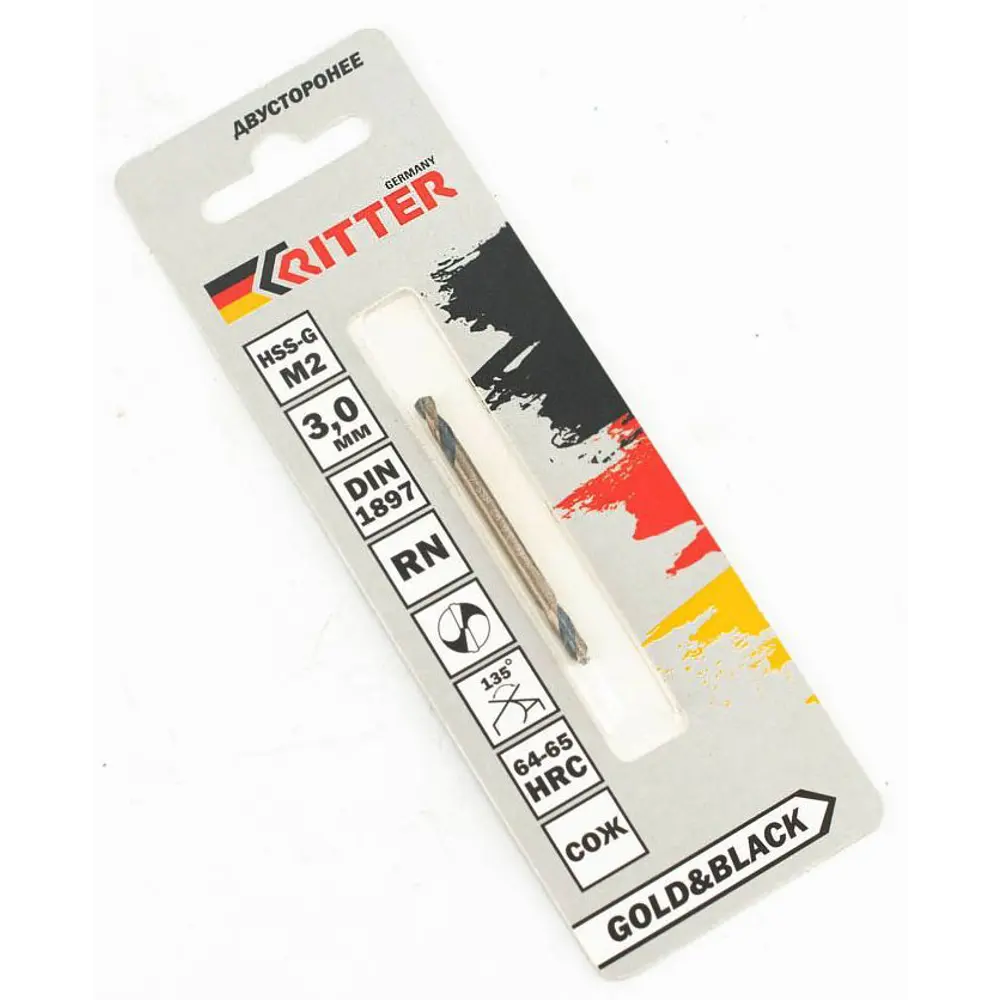 ДВУСТОРОНЕЕ
GERMANY
RITTER
HSS-G
M2
3,0
мм
DIN
1897
RN
135°
64-65
HRC
СОЖ
GOLD&BLACK